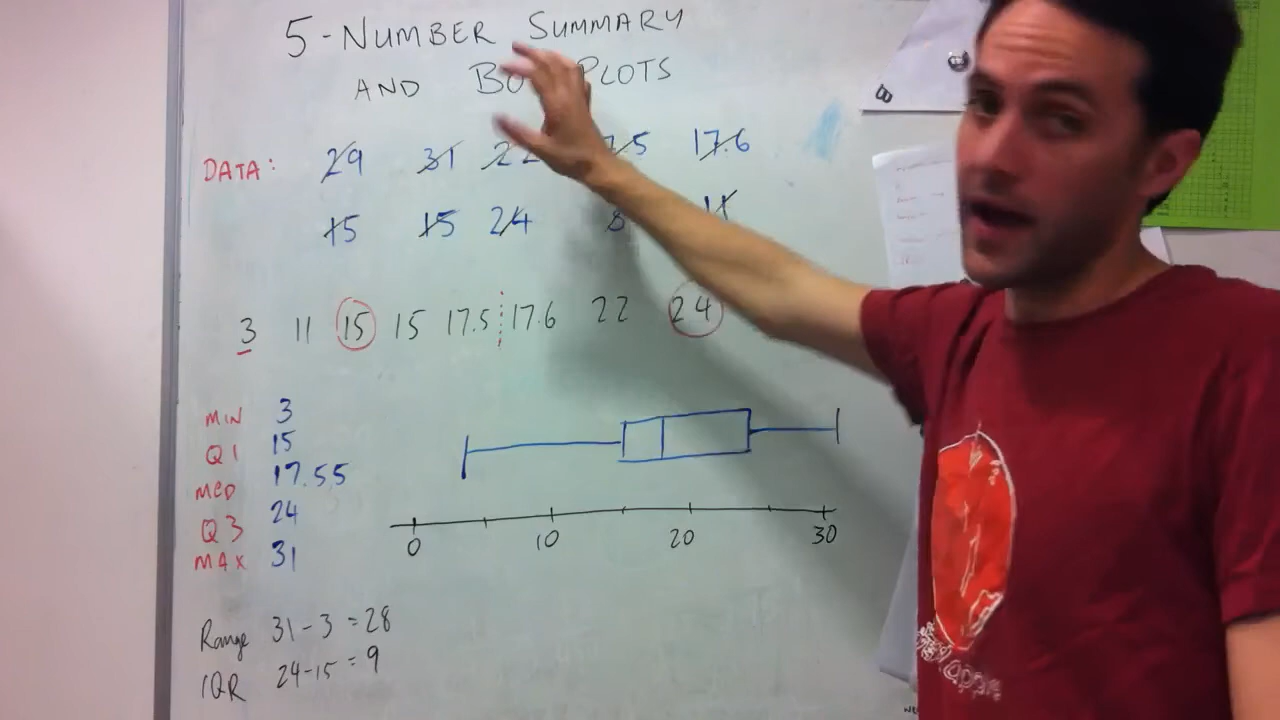 5-NUMBER SUMMARY
AND PLOTS
DATA: 29 31 17.6
15 15 24 11
3 11 15 15 17.5 17.6 22 24
MIN 3
Q1 15
MED 17.55
Q3 24
MAX 31
0 10 20 30
Range 31-3=28
IQR 24-15=9